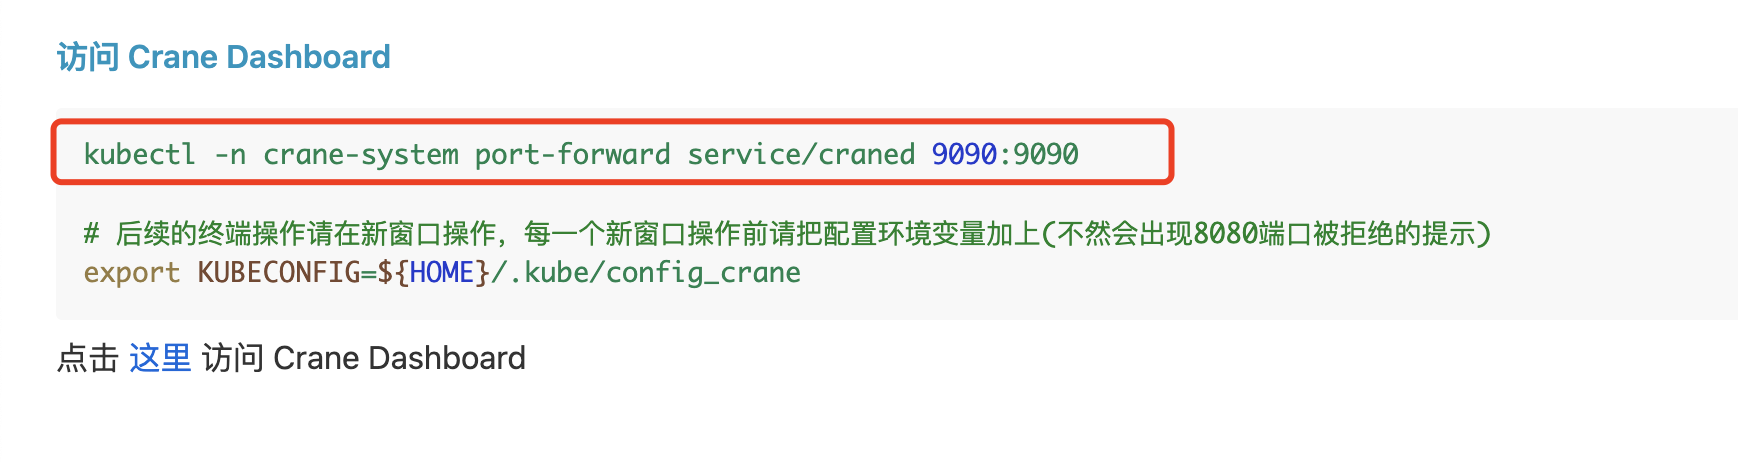 访问 Crane Dashboard
kubectl -n crane-system port-forward service/craned 9090:9090
# 后续的终端操作请在新窗口操作，每一个新窗口操作前请把配置环境变量加上(不然会出现8080端口被拒绝的提示)
export KUBECONFIG=${HOME}/.kube/config_crane
点击 这里 访问 Crane Dashboard